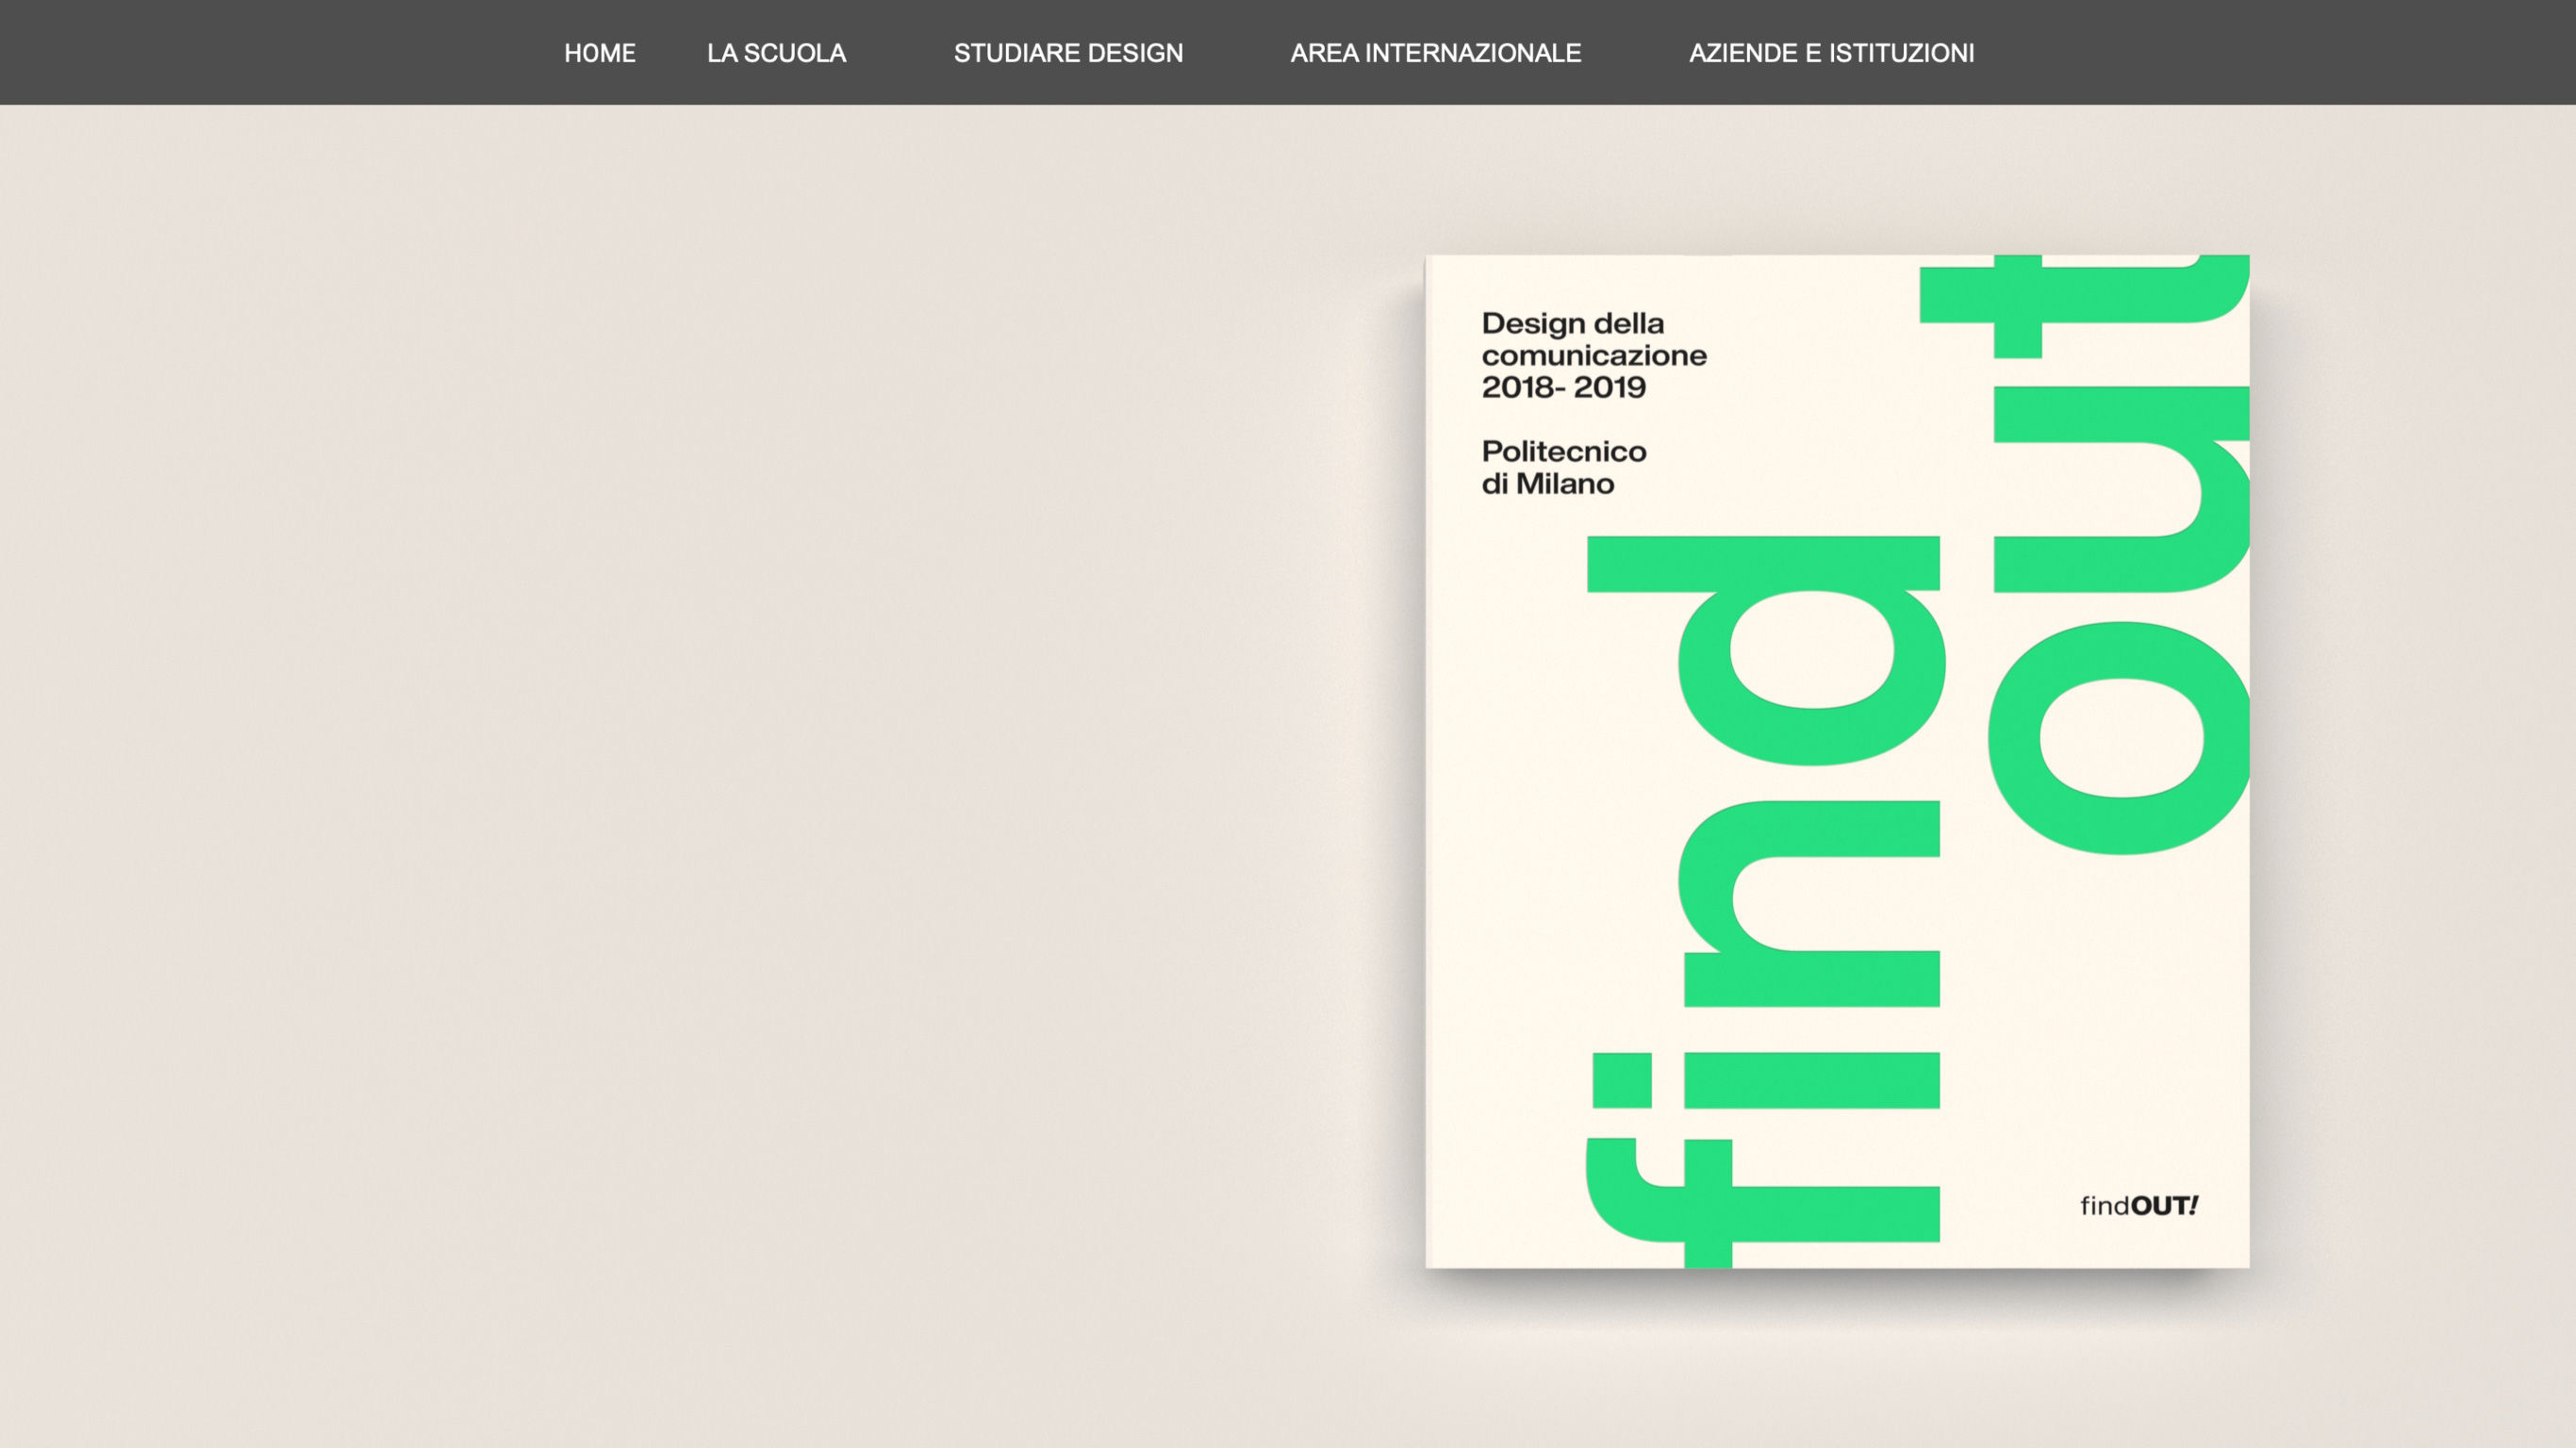 HOME
LA SCUOLA
STUDIARE DESIGN
AREA INTERNAZIONALE
AZIENDE E ISTITUZIONI
Design della
comunicazione
2018- 2019
Politecnico
di Milano
find
out
findOUT!